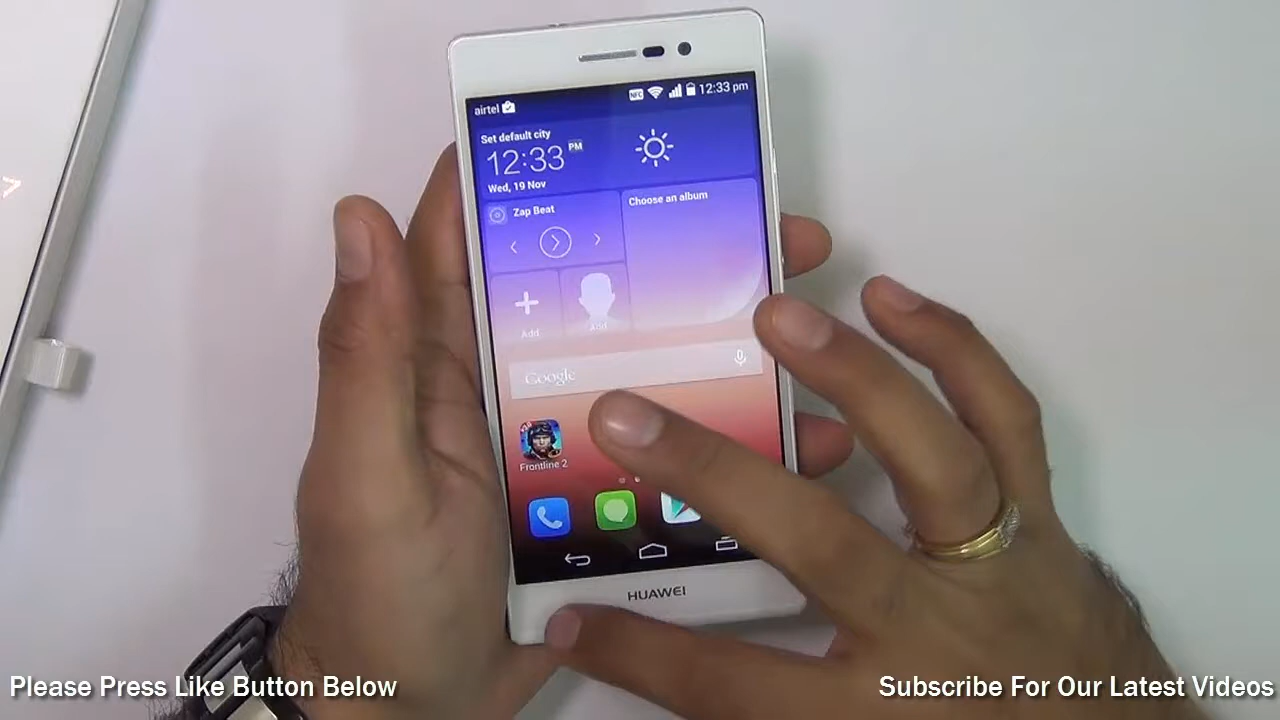 airtel
NFC
12:33 pm
Set default city
12:33 PM
Wed, 19 Nov
Zap Beat
Choose an album
Add
Add
Google
Frontline 2
HUAWEI
Please Press Like Button Below
Subscribe For Our Latest Videos